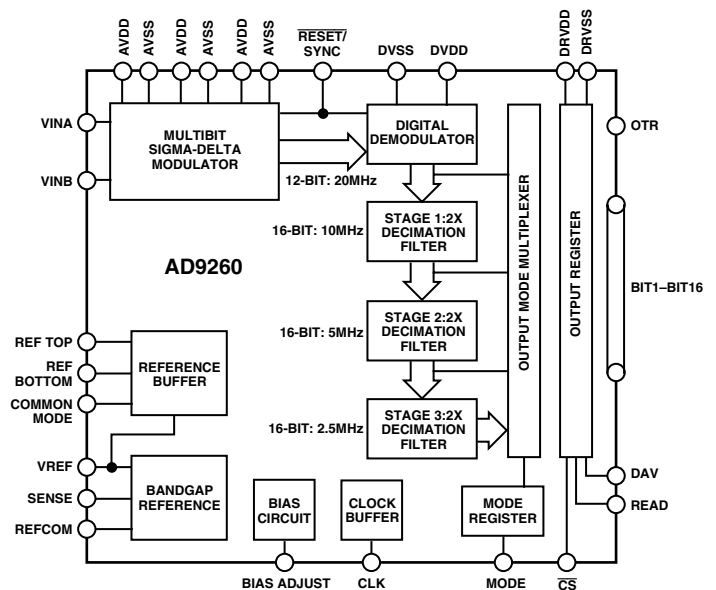 AVDD
AVSS
AVDD
AVSS
AVDD
AVSS
RESET/
SYNC
DVSS
DVDD
DRVDD
DRVSS
VINA
VINB
MULTIBIT
SIGMA-DELTA
MODULATOR
DIGITAL
DEMODULATOR
12-BIT: 20MHz
OTR
STAGE 1:2X
DECIMATION
FILTER
16-BIT: 10MHz
AD9260
OUTPUT MODE MULTIPLEXER
OUTPUT REGISTER
BIT1–BIT16
STAGE 2:2X
DECIMATION
FILTER
16-BIT: 5MHz
REF TOP
REF
BOTTOM
COMMON
MODE
REFERENCE
BUFFER
STAGE 3:2X
DECIMATION
FILTER
16-BIT: 2.5MHz
VREF
SENSE
REFCOM
BANDGAP
REFERENCE
BIAS
CIRCUIT
CLOCK
BUFFER
MODE
REGISTER
DAV
READ
BIAS ADJUST
CLK
MODE
CS